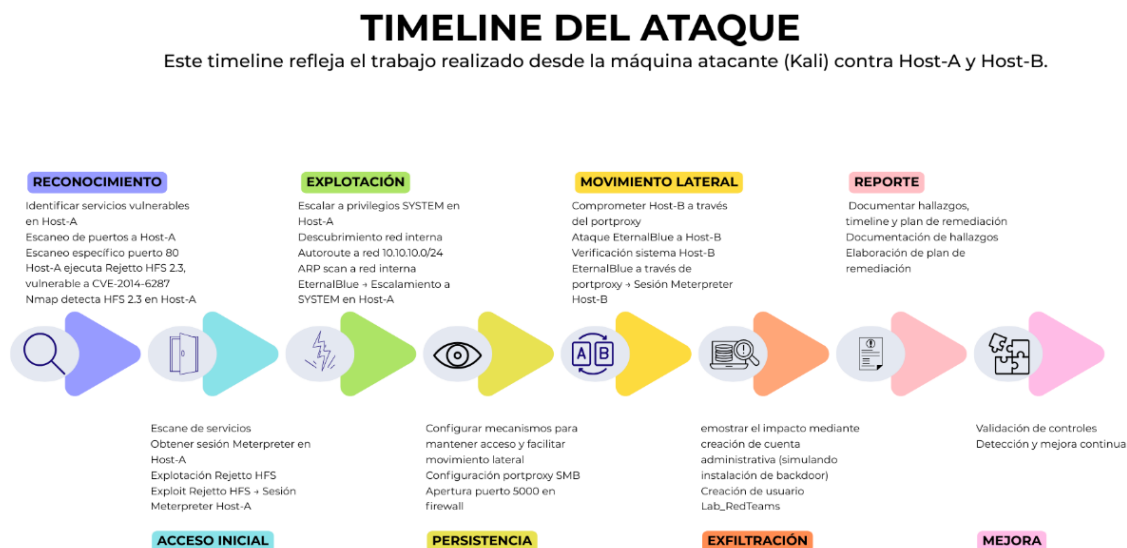 TIMELINE DEL ATAQUE
Este timeline refleja el trabajo realizado desde la máquina atacante (Kali) contra Host-A y Host-B.
RECONOCIMIENTO
Identificar servicios vulnerables
en Host-A
Escaneo de puertos a Host-A
Escaneo específico puerto 80
Host-A ejecuta Rejetto HFS 2.3,
vulnerable a CVE-2014-6287
Nmap detecta HFS 2.3 en Host-A
EXPLOTACIÓN
Escalar a privilegios SYSTEM en
Host-A
Descubrimiento red interna
Autoroute a red 10.10.10.0/24
ARP scan a red interna
EternalBlue → Escalamiento a
SYSTEM en Host-A
MOVIMIENTO LATERAL
Comprometer Host-B a través
del portproxy
Ataque EternalBlue a Host-B
Verificación sistema Host-B
EternalBlue a través de
portproxy → Sesión Meterpreter
Host-B
REPORTE
Documentar hallazgos,
timeline y plan de remediación
Documentación de hallazgos
Elaboración de plan de
remediación
A B
Escane de servicios
Obtener sesión Meterpreter en
Host-A
Explotación Rejetto HFS
Exploit Rejetto HFS → Sesión
Meterpreter Host-A
ACCESO INICIAL
Configurar mecanismos para
mantener acceso y facilitar
movimiento lateral
Configuración portproxy SMB
Apertura puerto 5000 en
firewall
PERSISTENCIA
emostrar el impacto mediante
creación de cuenta
administrativa (simulando
instalación de backdoor)
Creación de usuario
Lab_RedTeams
EXFILTRACIÓN
Validación de controles
Detección y mejora continua
MEJORA